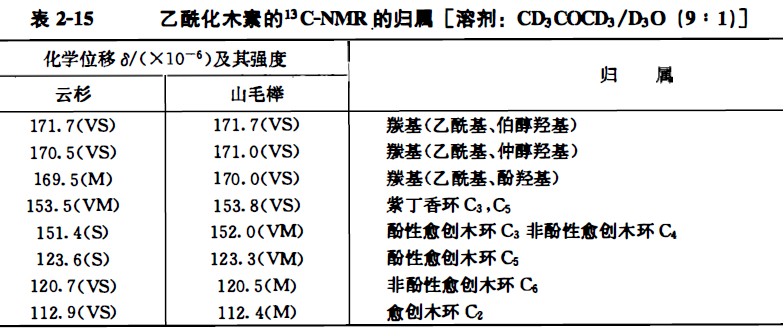 表 2-15 乙酰化木素的¹³C-NMR 的归属[溶剂：CD₃COCD₃/D₃O (9：1)]
化学位移 δ/(×10⁻⁶)及其强度 归 属
云杉 山毛榉
171.7(VS) 171.7(VS) 羰基(乙酰基、伯醇羟基)
170.5(VS) 171.0(VS) 羰基(乙酰基、仲醇羟基)
169.5(M) 170.0(VS) 羰基(乙酰基、酚羟基)
153.5(VM) 153.8(VS) 紫丁香环 C₃,C₅
151.4(S) 152.0(VM) 酚性愈创木环 C₃ 非酚性愈创木环 C₄
123.6(S) 123.3(VM) 酚性愈创木环 C₅
120.7(VS) 120.5(M) 非酚性愈创木环 C₆
112.9(VS) 112.4(M) 愈创木环 C₂